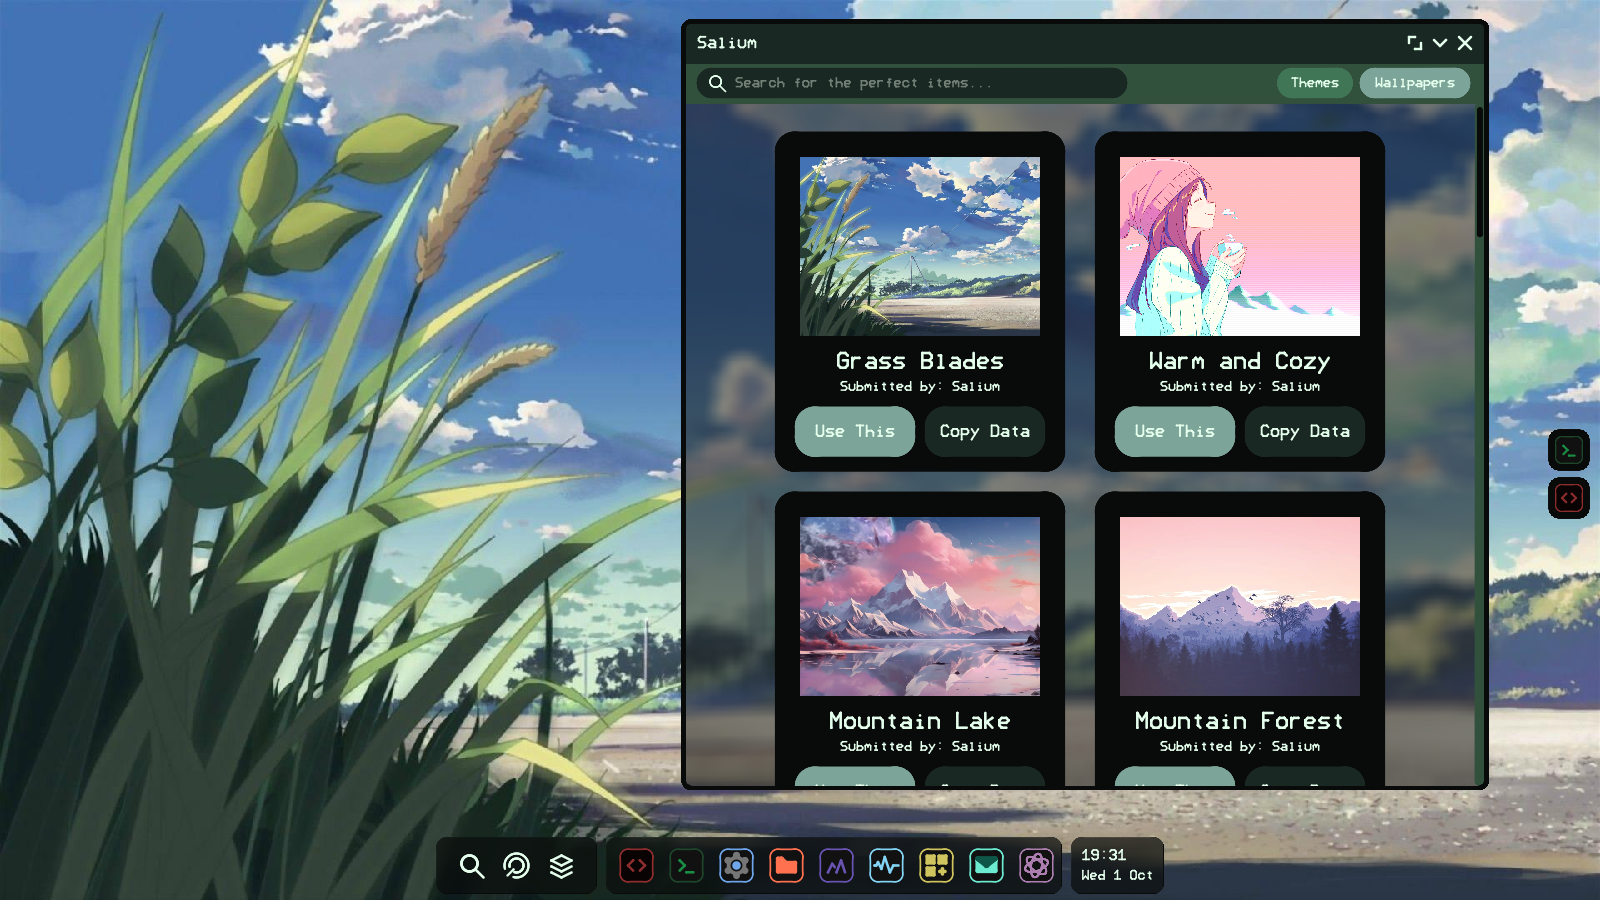 Salium
Search for the perfect items...
Themes
Wallpapers
Grass Blades
Submitted by: Salium
Use This
Copy Data
Warm and Cozy
Submitted by: Salium
Use This
Copy Data
Mountain Lake
Submitted by: Salium
Mountain Forest
Submitted by: Salium
19:31
Wed 1 Oct